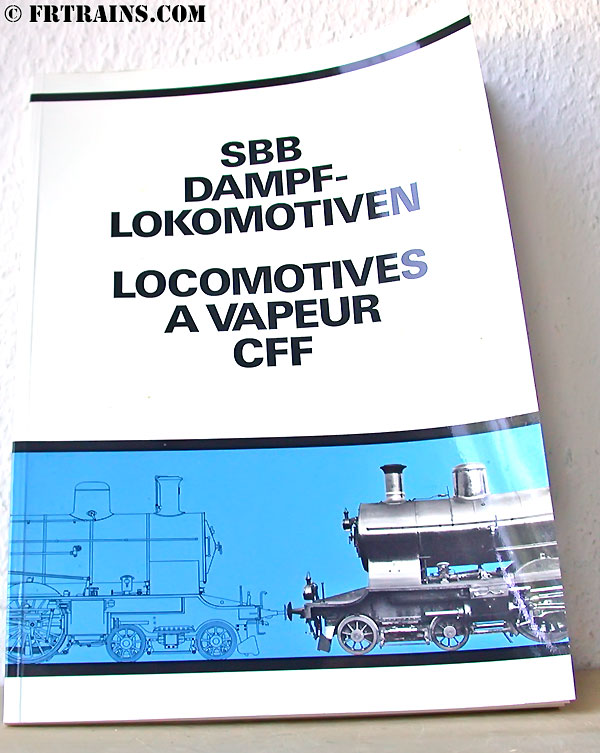 © FRTRAINS.COM
SBB
DAMPF-
LOKOMOTIVEN
LOCOMOTIVES
A VAPEUR
CFF